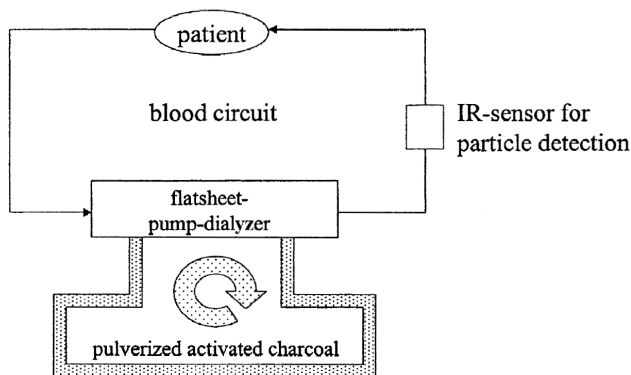 patient
blood circuit
IR-sensor for
particle detection
flatsheet-
pump-dialyzer
pulverized activated charcoal